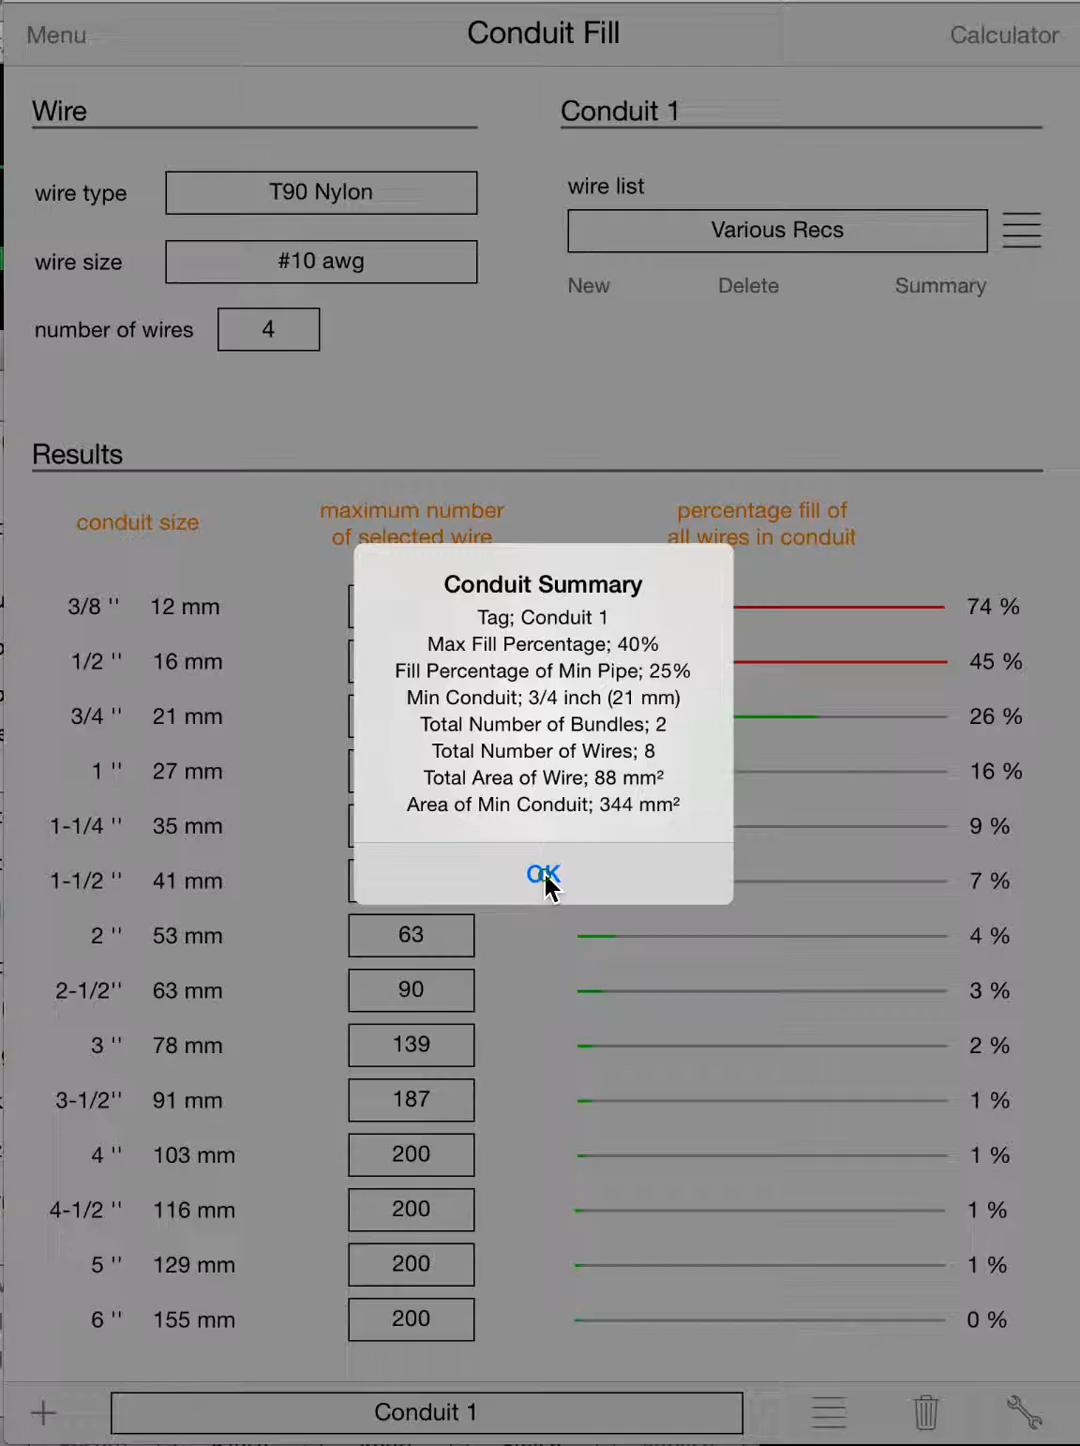 Menu
Conduit Fill
Calculator
Wire
Conduit 1
wire type
T90 Nylon
wire list
Various Recs
wire size
#10 awg
New
Delete
Summary
number of wires
4
Results
conduit size
maximum number
of selected wire
percentage fill of
all wires in conduit
3/8 '' 12 mm 74 %
1/2 '' 16 mm 45 %
3/4 '' 21 mm 26 %
1 '' 27 mm 16 %
1-1/4 '' 35 mm 9 %
1-1/2 '' 41 mm 7 %
2 '' 53 mm 63 4 %
2-1/2'' 63 mm 90 3 %
3 '' 78 mm 139 2 %
3-1/2'' 91 mm 187 1 %
4 '' 103 mm 200 1 %
4-1/2 '' 116 mm 200 1 %
5 '' 129 mm 200 1 %
6 '' 155 mm 200 0 %
Conduit Summary
Tag; Conduit 1
Max Fill Percentage; 40%
Fill Percentage of Min Pipe; 25%
Min Conduit; 3/4 inch (21 mm)
Total Number of Bundles; 2
Total Number of Wires; 8
Total Area of Wire; 88 mm²
Area of Min Conduit; 344 mm²
OK
Conduit 1